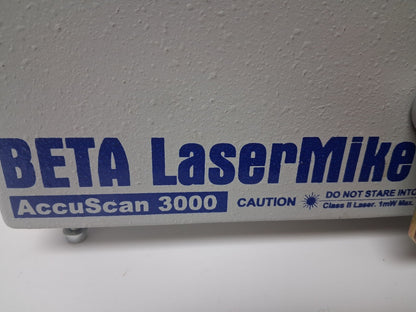 BETA LaserMike
AccuScan 3000
CAUTION
DO NOT STARE INTO
Class II Laser. 1mW Max.